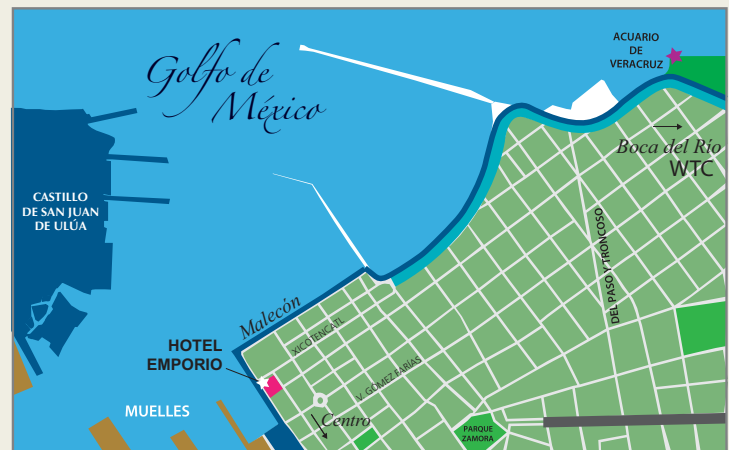 Golfo de
México
ACUARIO
DE
VERACRUZ
Boca del Río
WTC
CASTILLO
DE SAN JUAN
DE ULÚA
DEL PASO Y TRONCOSO
Malecón
XICOTENCATL
HOTEL
EMPORIO
V. GÓMEZ FARÍAS
MUELLES
Centro
PARQUE
ZAMORA